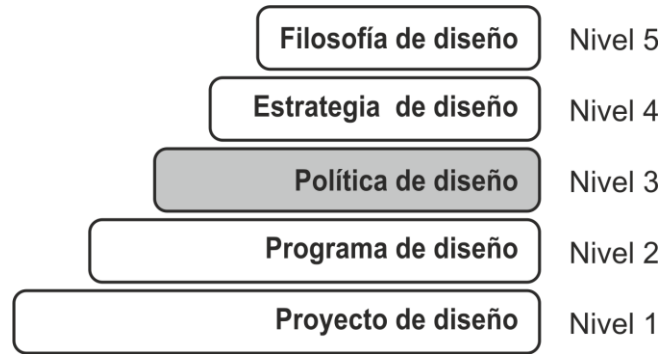 Filosofía de diseño Nivel 5
Estrategia de diseño Nivel 4
Política de diseño Nivel 3
Programa de diseño Nivel 2
Proyecto de diseño Nivel 1